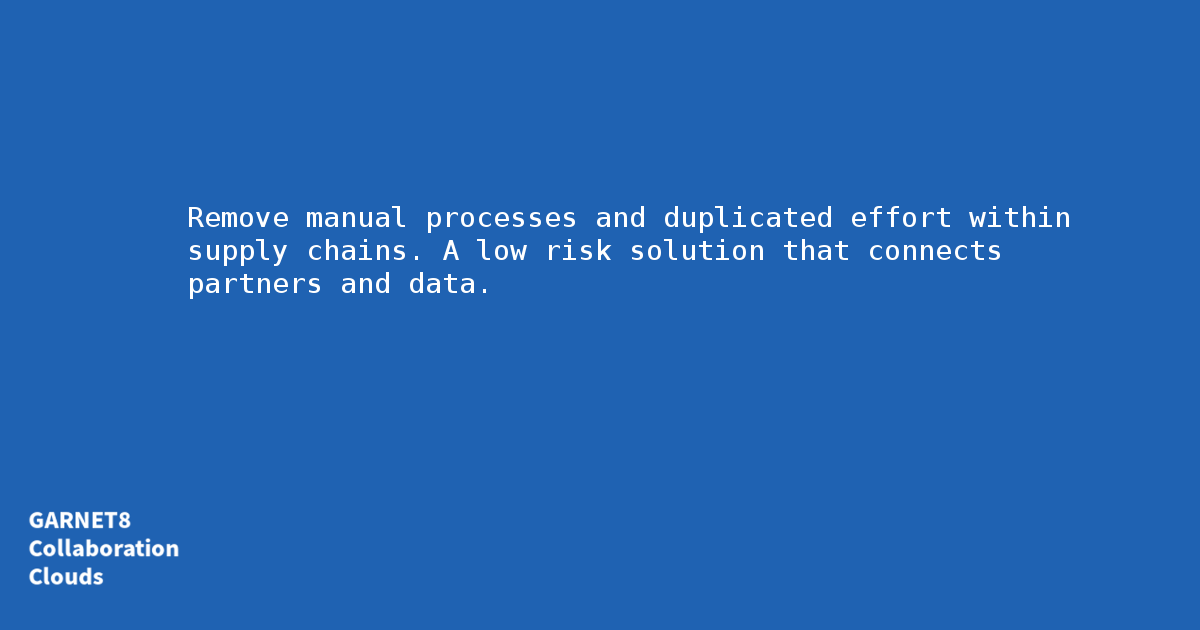 Remove manual processes and duplicated effort within
supply chains. A low risk solution that connects
partners and data.
GARNET8
Collaboration
Clouds